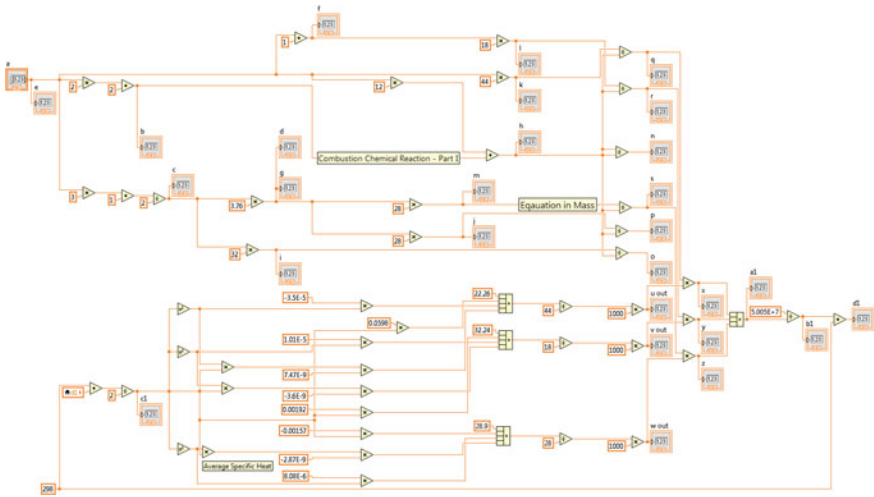 f
1
a
18
l
q
e
2
2
12
44
k
r
b
d
h
n
Combustion Chemical Reaction - Part I
c
g
m
s
3
1
2
3.76
28
Eqauation in Mass
j
p
28
32
i
o
a1
22.26
x
-3.5E-5
u out
5.005E+7
d1
0.0598
44
1000
1.01E-5
32.24
v out
y
b1
18
1000
7.47E-9
z
-3.6E-9
2
c1
0.00192
-0.00157
28.9
w out
-2.87E-9
28
1000
Average Specific Heat
8.08E-6
298